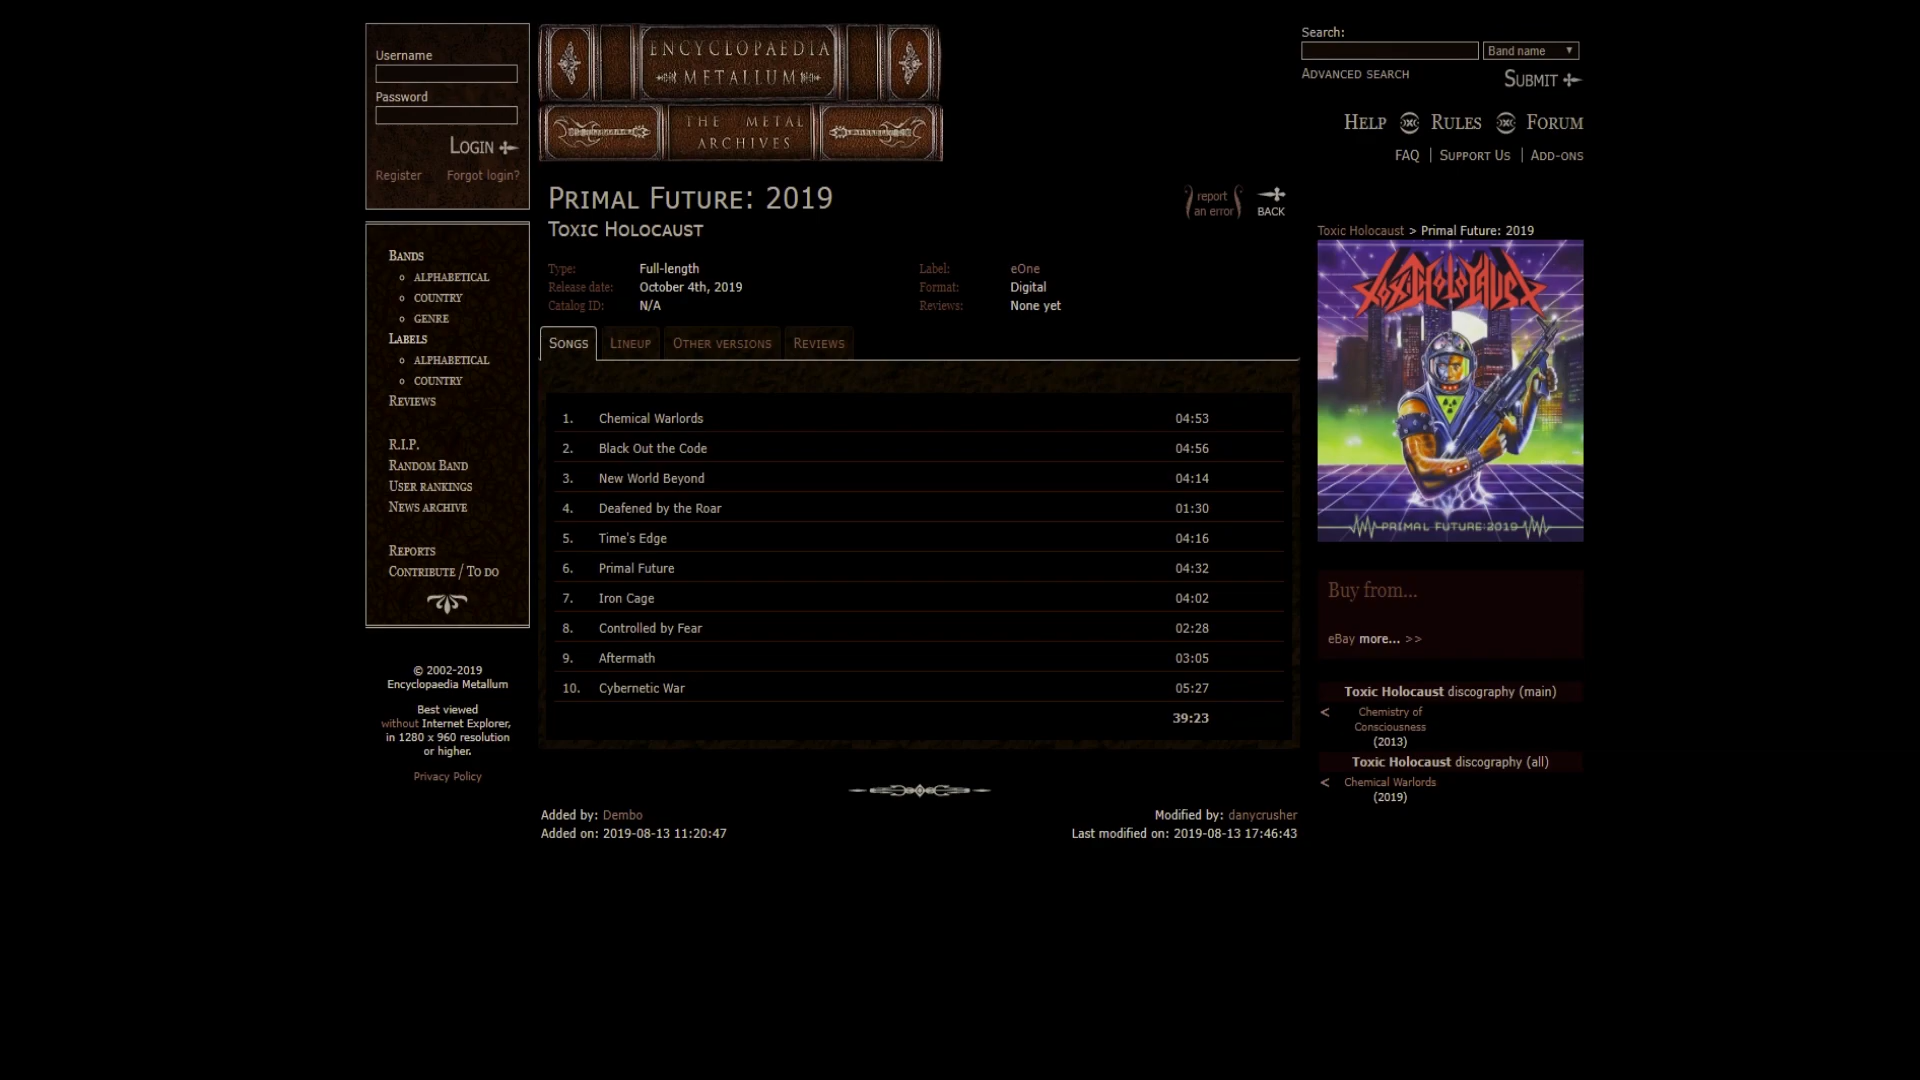 Username
Password
LOGIN
Register Forgot login?
ENCYCLOPAEDIA
METALLUM
THE METAL
ARCHIVES
Search:
Band name
ADVANCED SEARCH
SUBMIT
HELP RULES FORUM
FAQ | SUPPORT US | ADD-ONS
BANDS
ALPHABETICAL
COUNTRY
GENRE
LABELS
ALPHABETICAL
COUNTRY
REVIEWS
R.I.P.
RANDOM BAND
USER RANKINGS
NEWS ARCHIVE
REPORTS
CONTRIBUTE / TO DO
© 2002-2019
Encyclopaedia Metallum
Best viewed
without Internet Explorer,
in 1280 x 960 resolution
or higher.
Privacy Policy
PRIMAL FUTURE: 2019
TOXIC HOLOCAUST
report
an error
BACK
Type: Full-length
Release date: October 4th, 2019
Catalog ID: N/A
Label: eOne
Format: Digital
Reviews: None yet
SONGS LINEUP OTHER VERSIONS REVIEWS
1. Chemical Warlords 04:53
2. Black Out the Code 04:56
3. New World Beyond 04:14
4. Deafened by the Roar 01:30
5. Time's Edge 04:16
6. Primal Future 04:32
7. Iron Cage 04:02
8. Controlled by Fear 02:28
9. Aftermath 03:05
10. Cybernetic War 05:27
39:23
Added by: Dembo
Added on: 2019-08-13 11:20:47
Modified by: danycrusher
Last modified on: 2019-08-13 17:46:43
Toxic Holocaust > Primal Future: 2019
TOXIC HOLOCAUST
PRIMAL FUTURE:2019
Buy from...
eBay more... >>
Toxic Holocaust discography (main)
< Chemistry of
Consciousness
(2013)
Toxic Holocaust discography (all)
< Chemical Warlords
(2019)